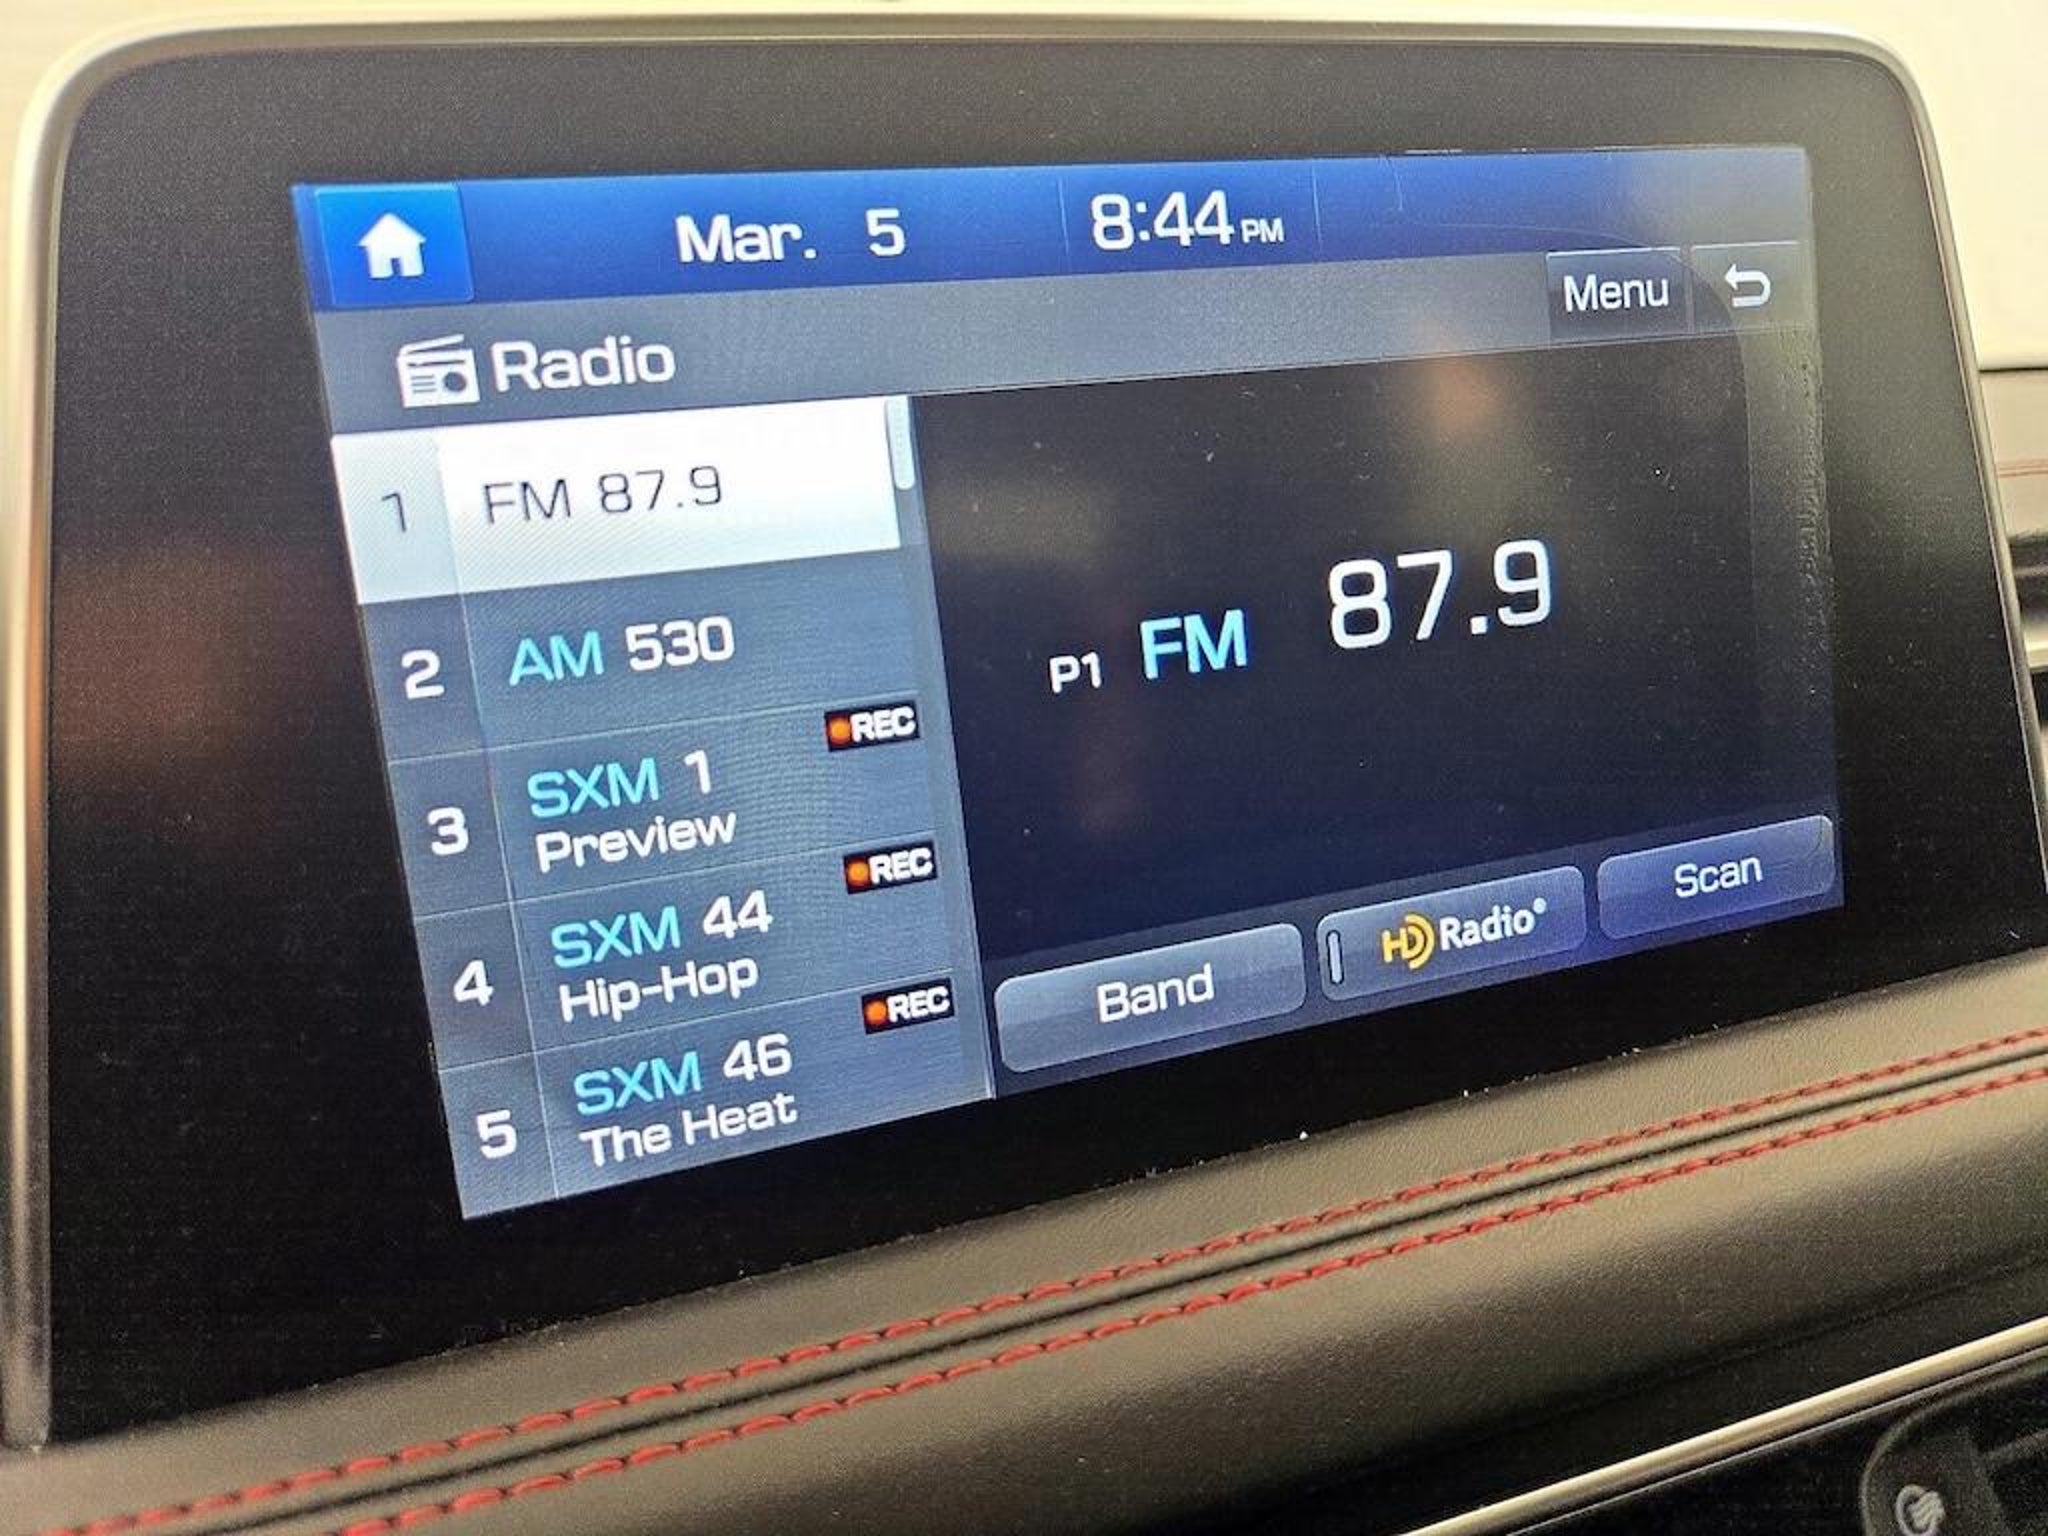 Mar. 5 8:44 PM
Radio
Menu
1 FM 87.9
2 AM 530
3 SXM 1 REC
Preview
4 SXM 44 REC
Hip-Hop
5 SXM 46 REC
The Heat
P1 FM 87.9
Band
HD Radio®
Scan